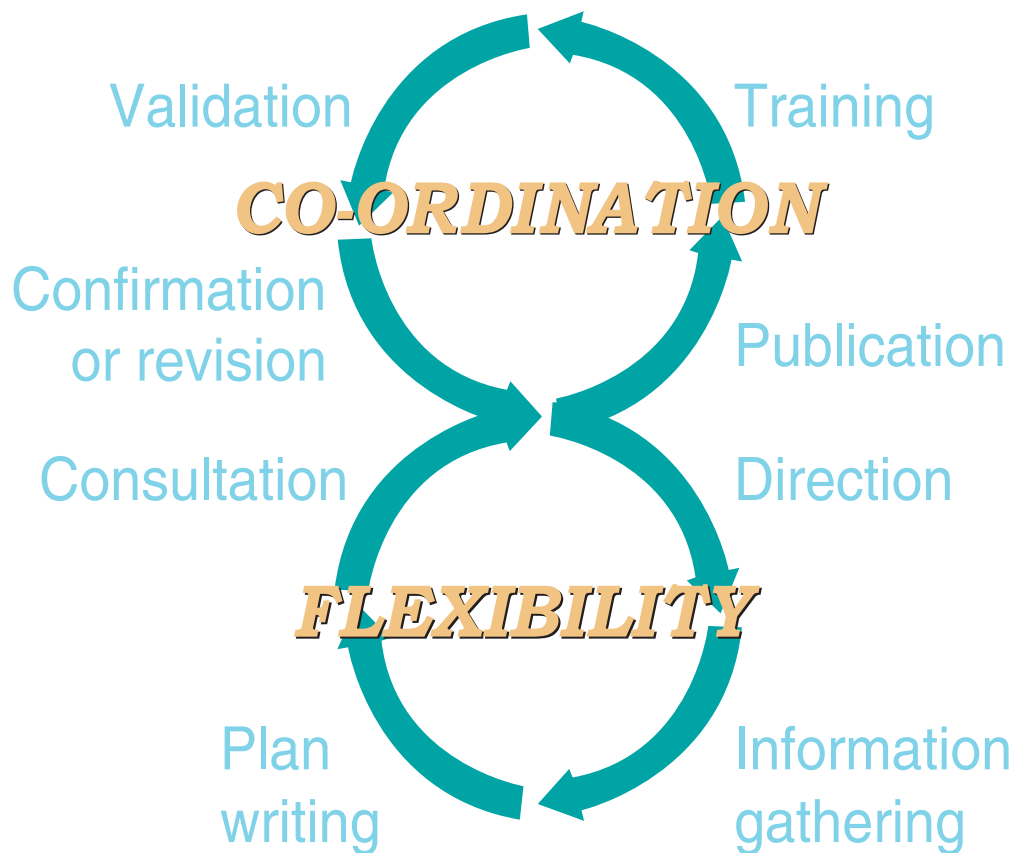 Validation
Training
CO-ORDINATION
Confirmation
or revision
Publication
Consultation
Direction
FLEXIBILITY
Plan
writing
Information
gathering